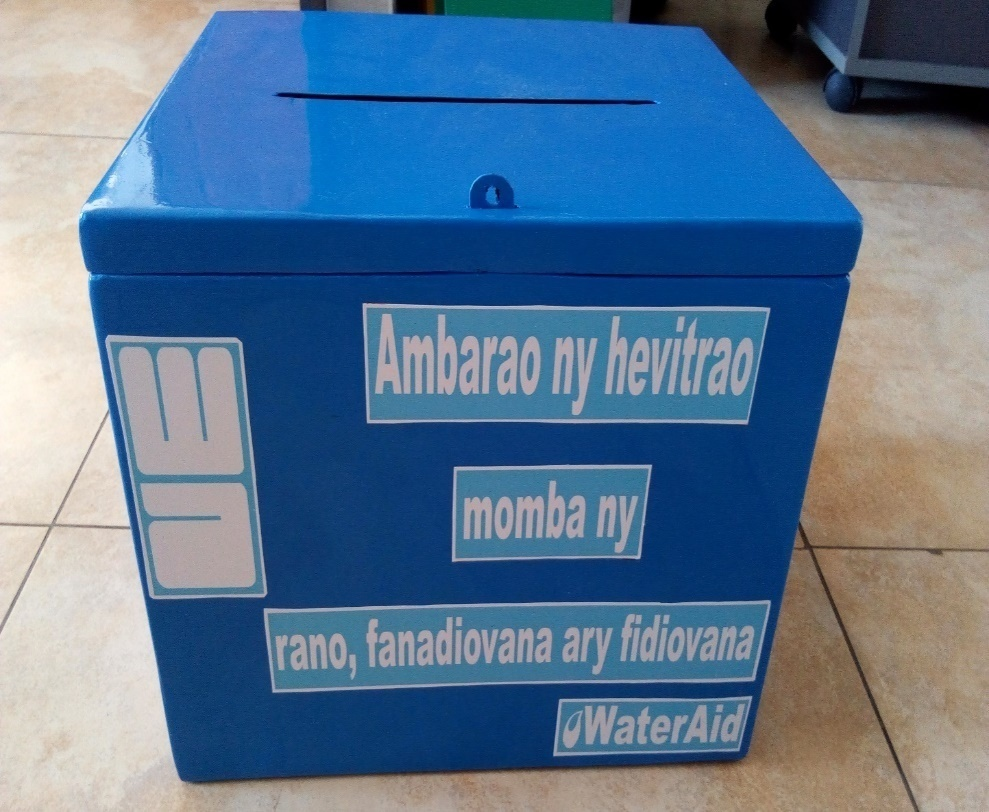 Ambarao ny hevitrao
momba ny
rano, fanadiovana ary fidiovana
WaterAid